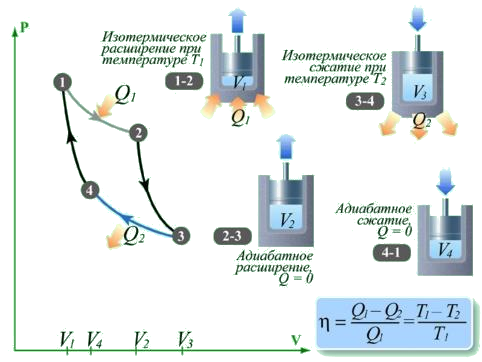 P
Изотермическое
расширение при
температуре T1
1-2
V1
Q1
Изотермическое
сжатие при
температуре T2
3-4
V3
Q2
1
Q1
2
4
Q2
3
2-3
V2
Адиабатное
расширение,
Q = 0
Адиабатное
сжатие,
Q = 0
4-1
V4
η = (Q1 − Q2)/Q1 = (T1 − T2)/T1
V1 V4 V2 V3 V